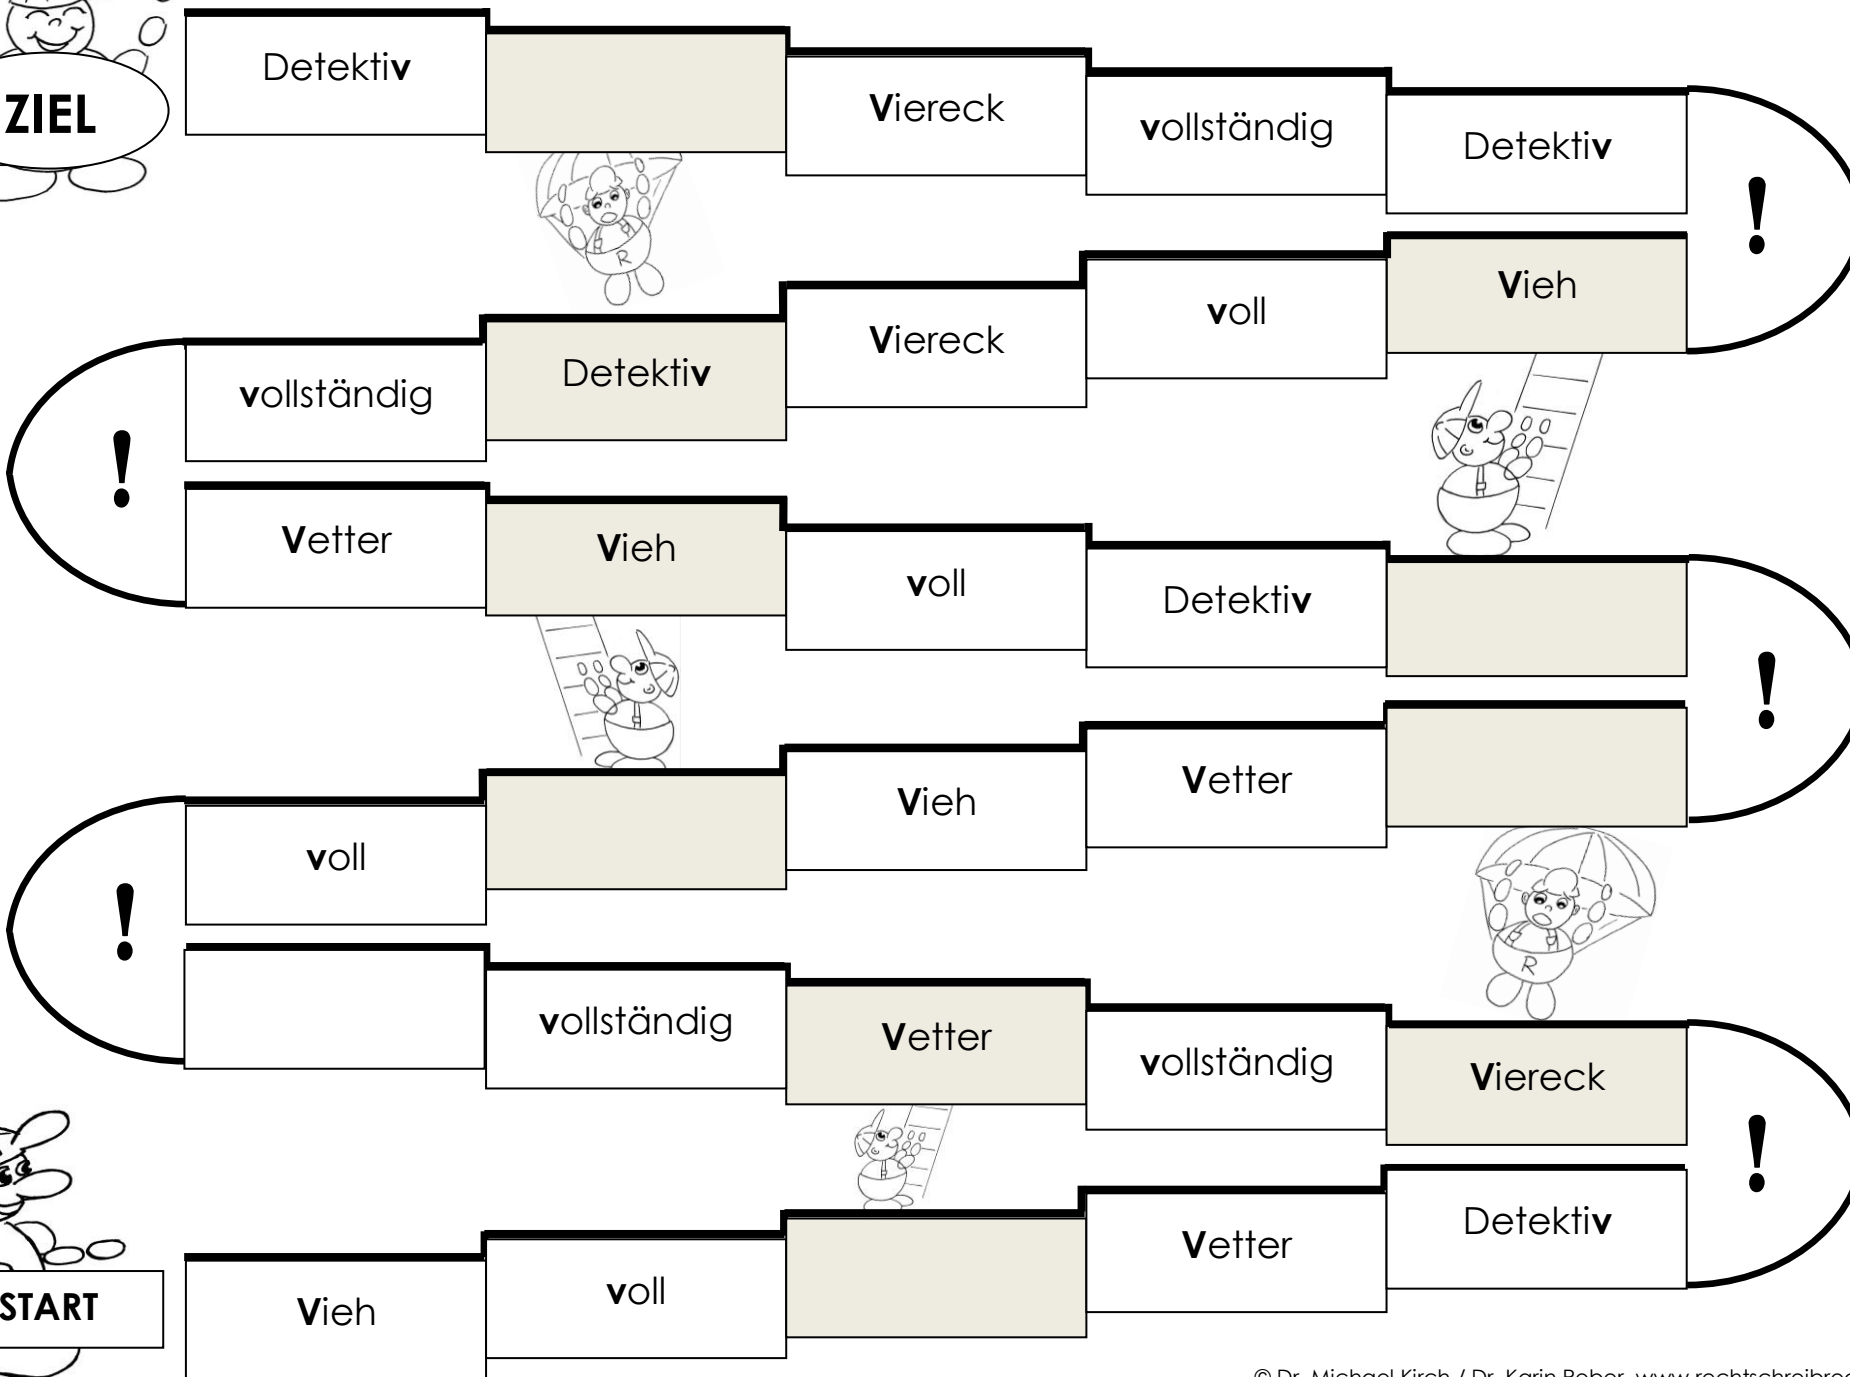 Detektiv
ZIEL
Viereck
vollständig
Detektiv
!
Vieh
voll
Viereck
Detektiv
vollständig
!
Vetter
Vieh
voll
Detektiv
!
Vetter
Vieh
voll
!
vollständig
Vetter
vollständig
Viereck
R
R
!
Detektiv
Vetter
voll
Vieh
START